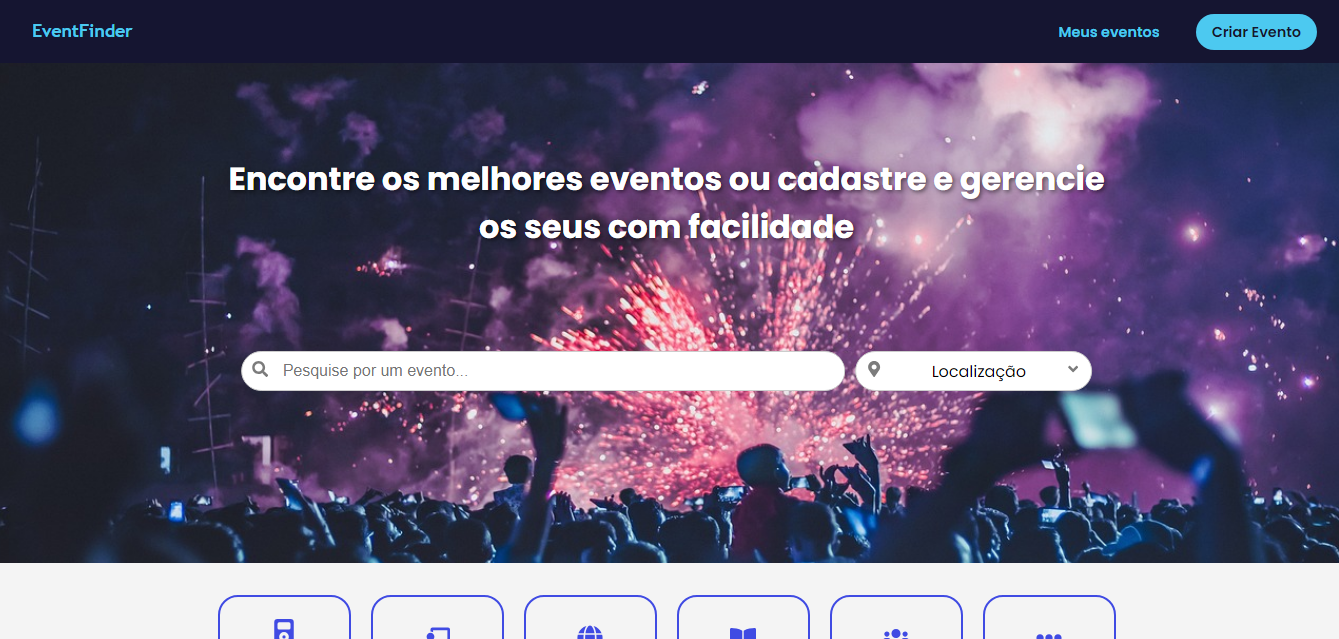 EventFinder
Meus eventos
Criar Evento
Encontre os melhores eventos ou cadastre e gerencie
os seus com facilidade
Pesquise por um evento...
Localização